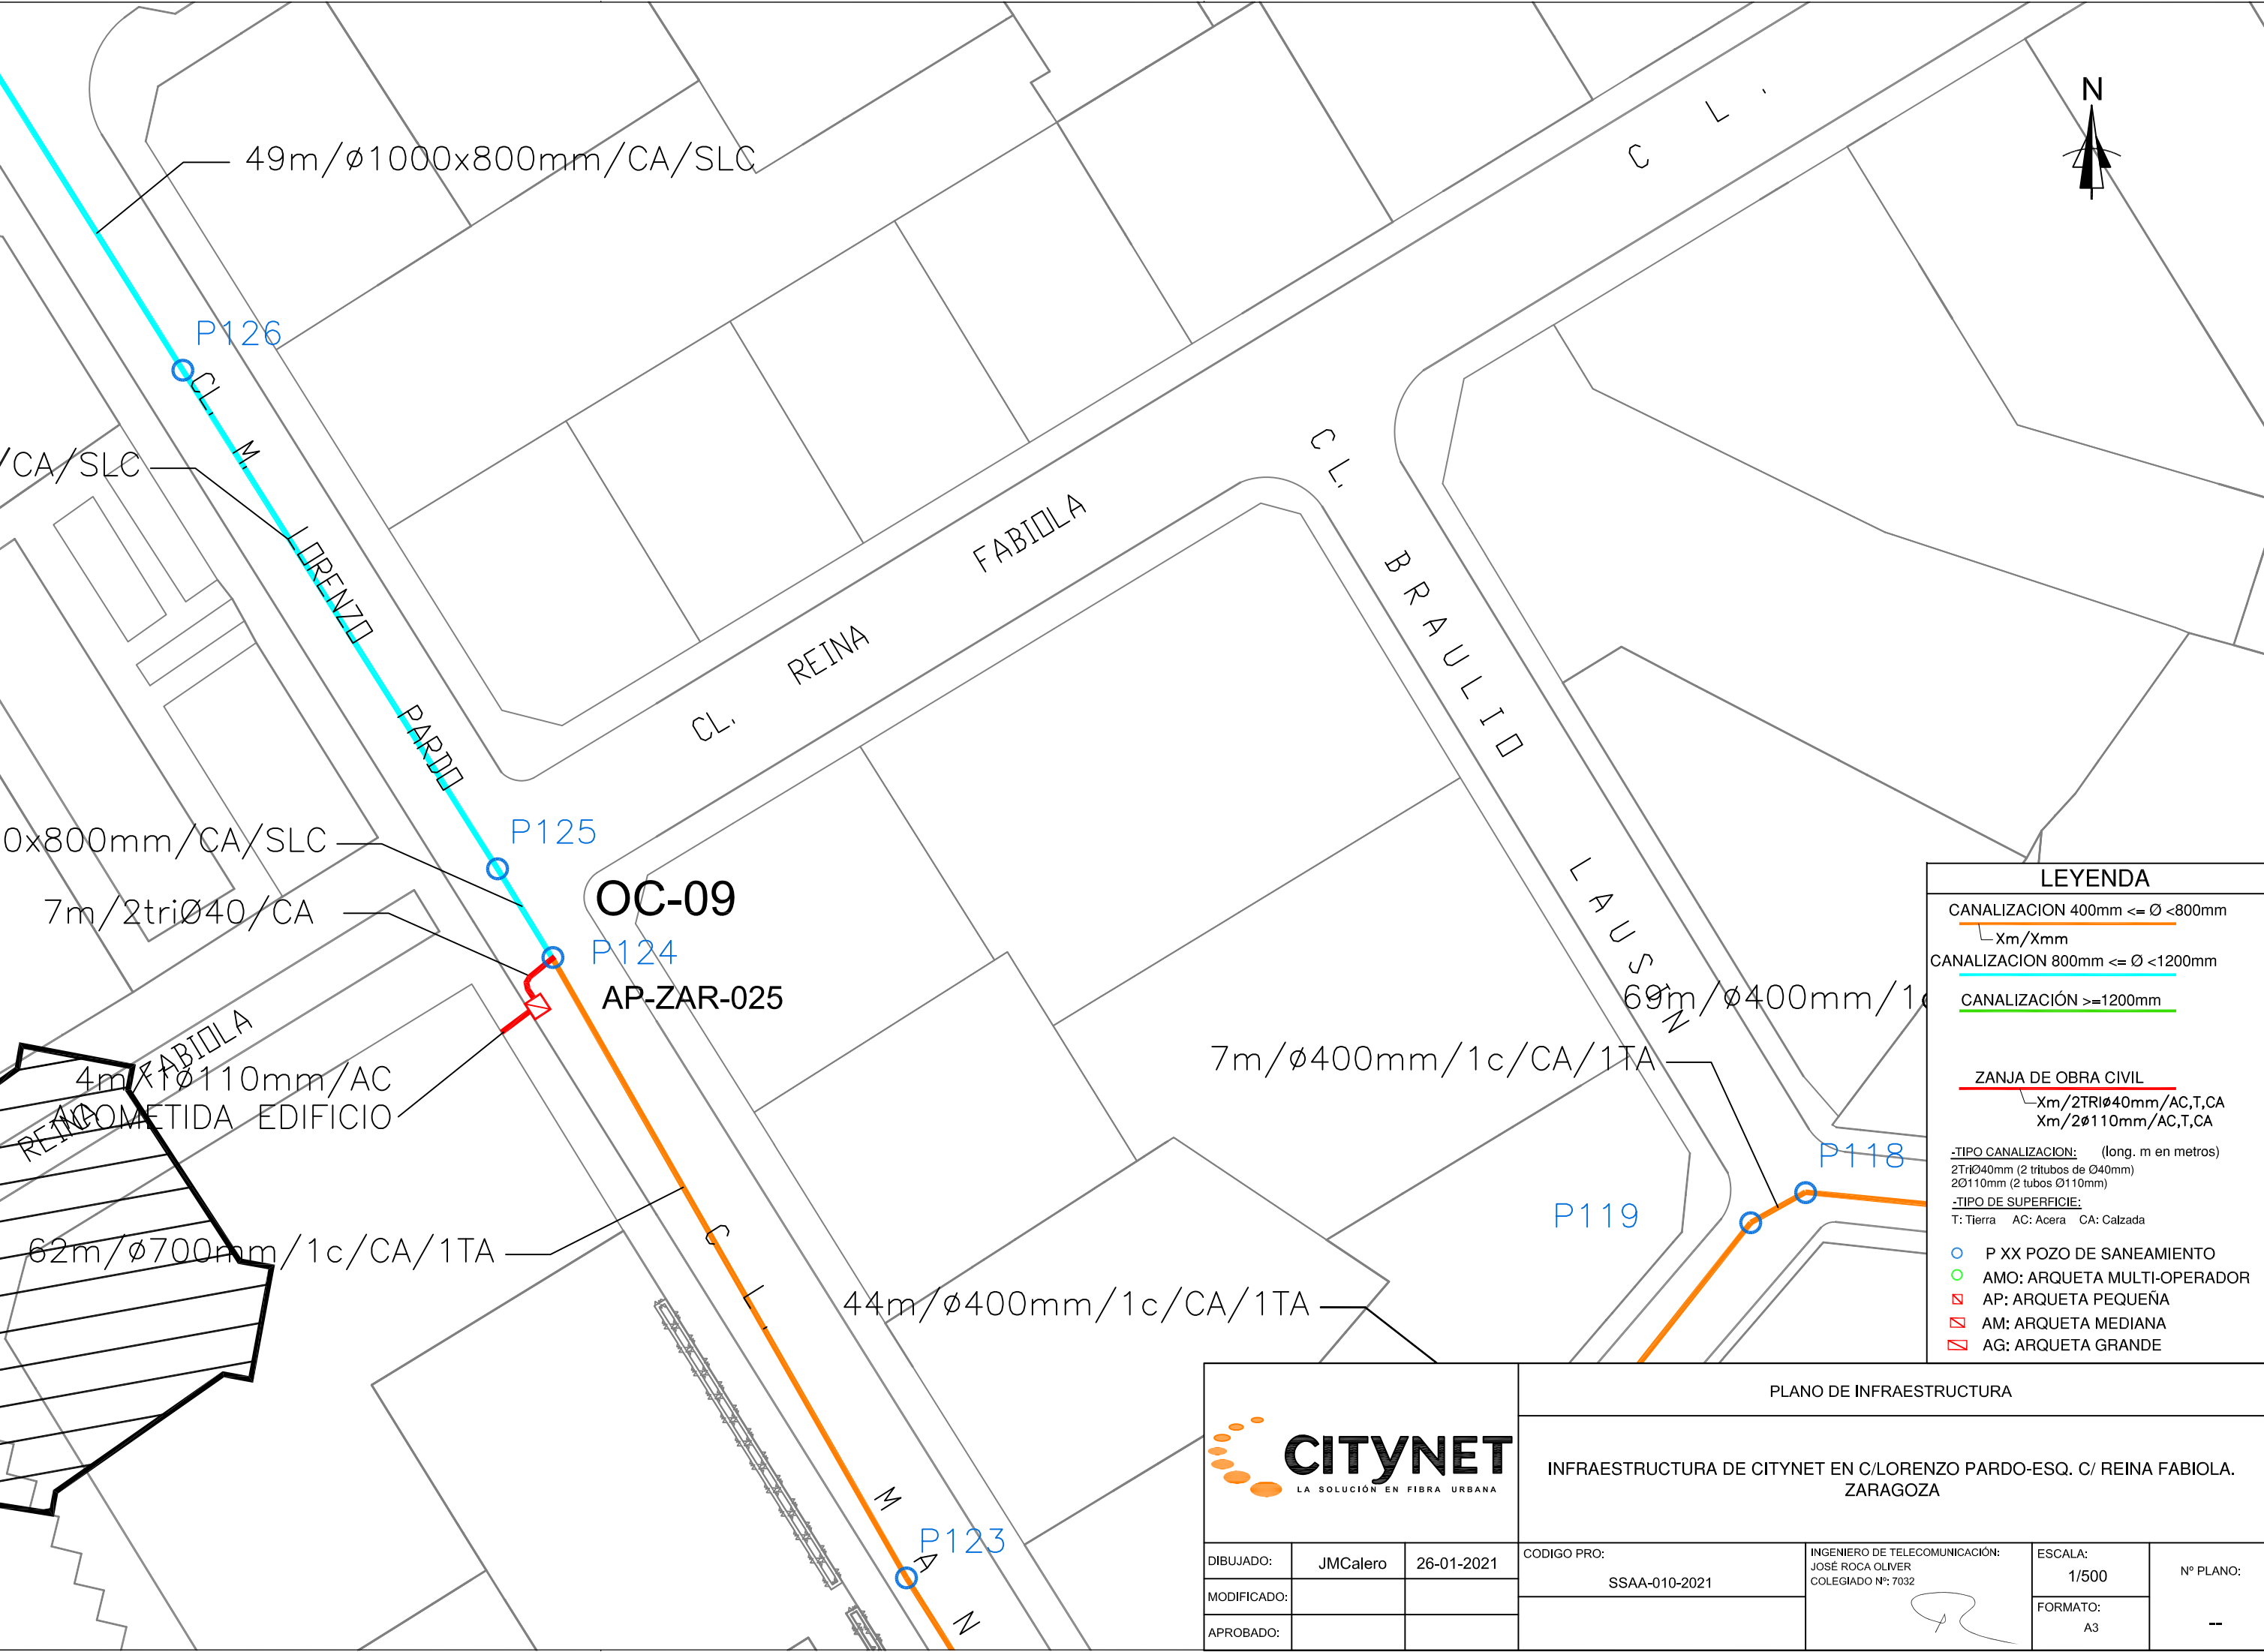 N
C L .
49m/ø1000x800mm/CA/SLC
P126
CL. M. LORENZO PARDO
/CA/SLC
CL. REINA FABIOLA
CL. BRAULIO LAUSIN
0x800mm/CA/SLC
P125
7m/2triØ40/CA
OC-09
P124
AP-ZAR-025
REINA FABIOLA
4m/1ø110mm/AC
ACOMETIDA EDIFICIO
69m/ø400mm/1c
7m/ø400mm/1c/CA/1TA
P118
P119
62m/ø700mm/1c/CA/1TA
44m/ø400mm/1c/CA/1TA
C L . M A N
P123
LEYENDA
CANALIZACION 400mm <= Ø <800mm
Xm/Xmm
CANALIZACION 800mm <= Ø <1200mm
CANALIZACIÓN >=1200mm
ZANJA DE OBRA CIVIL
Xm/2TRIø40mm/AC,T,CA
Xm/2ø110mm/AC,T,CA
-TIPO CANALIZACION: (long. m en metros)
2TriØ40mm (2 tritubos de Ø40mm)
2Ø110mm (2 tubos Ø110mm)
-TIPO DE SUPERFICIE:
T: Tierra AC: Acera CA: Calzada
P XX POZO DE SANEAMIENTO
AMO: ARQUETA MULTI-OPERADOR
AP: ARQUETA PEQUEÑA
AM: ARQUETA MEDIANA
AG: ARQUETA GRANDE
CITYNET
LA SOLUCIÓN EN FIBRA URBANA
PLANO DE INFRAESTRUCTURA
INFRAESTRUCTURA DE CITYNET EN C/LORENZO PARDO-ESQ. C/ REINA FABIOLA.
ZARAGOZA
DIBUJADO: JMCalero 26-01-2021
MODIFICADO:
APROBADO:
CODIGO PRO:
SSAA-010-2021
INGENIERO DE TELECOMUNICACIÓN:
JOSÉ ROCA OLIVER
COLEGIADO Nº: 7032
ESCALA:
1/500
FORMATO:
A3
Nº PLANO:
--